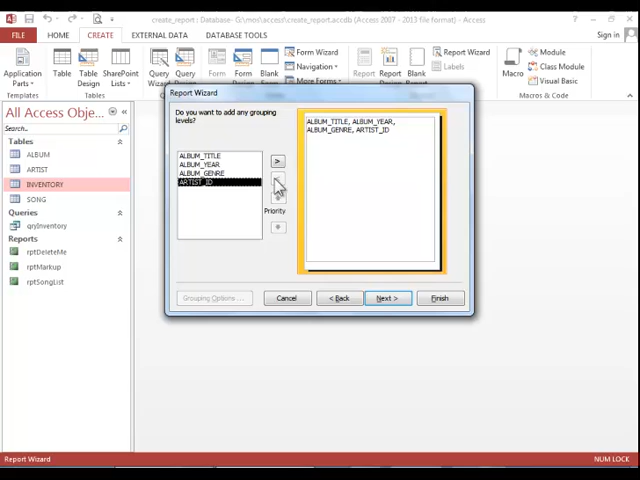 create_report : Database- G:\mos\access\create_report.accdb (Access 2007 - 2013 file format) - Access
Sign in
FILE
HOME
CREATE
EXTERNAL DATA
DATABASE TOOLS
Application Parts
Table
Table Design
SharePoint Lists
Query Wizard
Query Design
Form
Form Design
Blank
Form Wizard
Navigation
More Forms
Report
Report Design
Blank
Report Wizard
Labels
Macro
Module
Class Module
Visual Basic
Templates
Tables
Macros & Code
All Access Obje...
Search...
Tables
ALBUM
ARTIST
INVENTORY
SONG
Queries
qryInventory
Reports
rptDeleteMe
rptMarkup
rptSongList
Report Wizard
Do you want to add any grouping
levels?
ALBUM_TITLE
ALBUM_YEAR
ALBUM_GENRE
ARTIST_ID
>
Priority
ALBUM_TITLE, ALBUM_YEAR,
ALBUM_GENRE, ARTIST_ID
Grouping Options ...
Cancel
< Back
Next >
Finish
Report Wizard
NUM LOCK